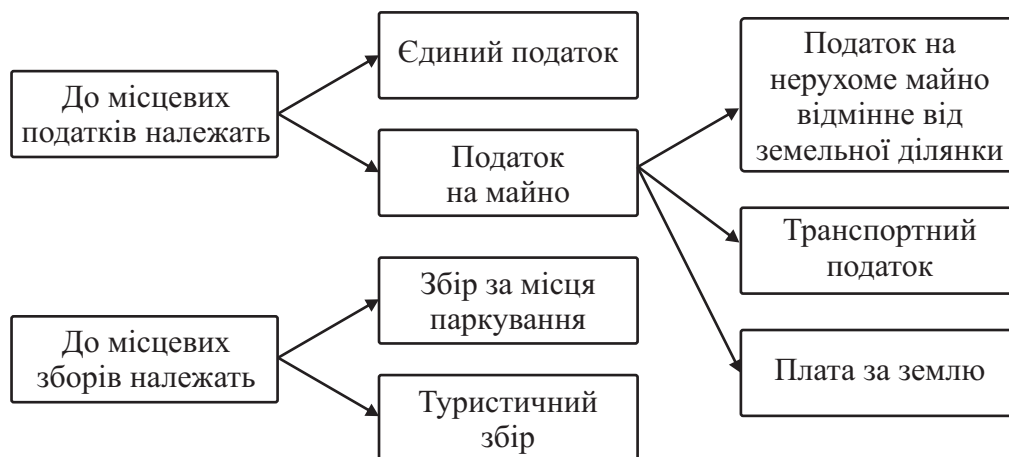 До місцевих
податків належать
Єдиний податок
Податок
на майно
Податок на
нерухоме майно
відмінне від
земельної ділянки
Транспортний
податок
Плата за землю
До місцевих
зборів належать
Збір за місця
паркування
Туристичний
збір